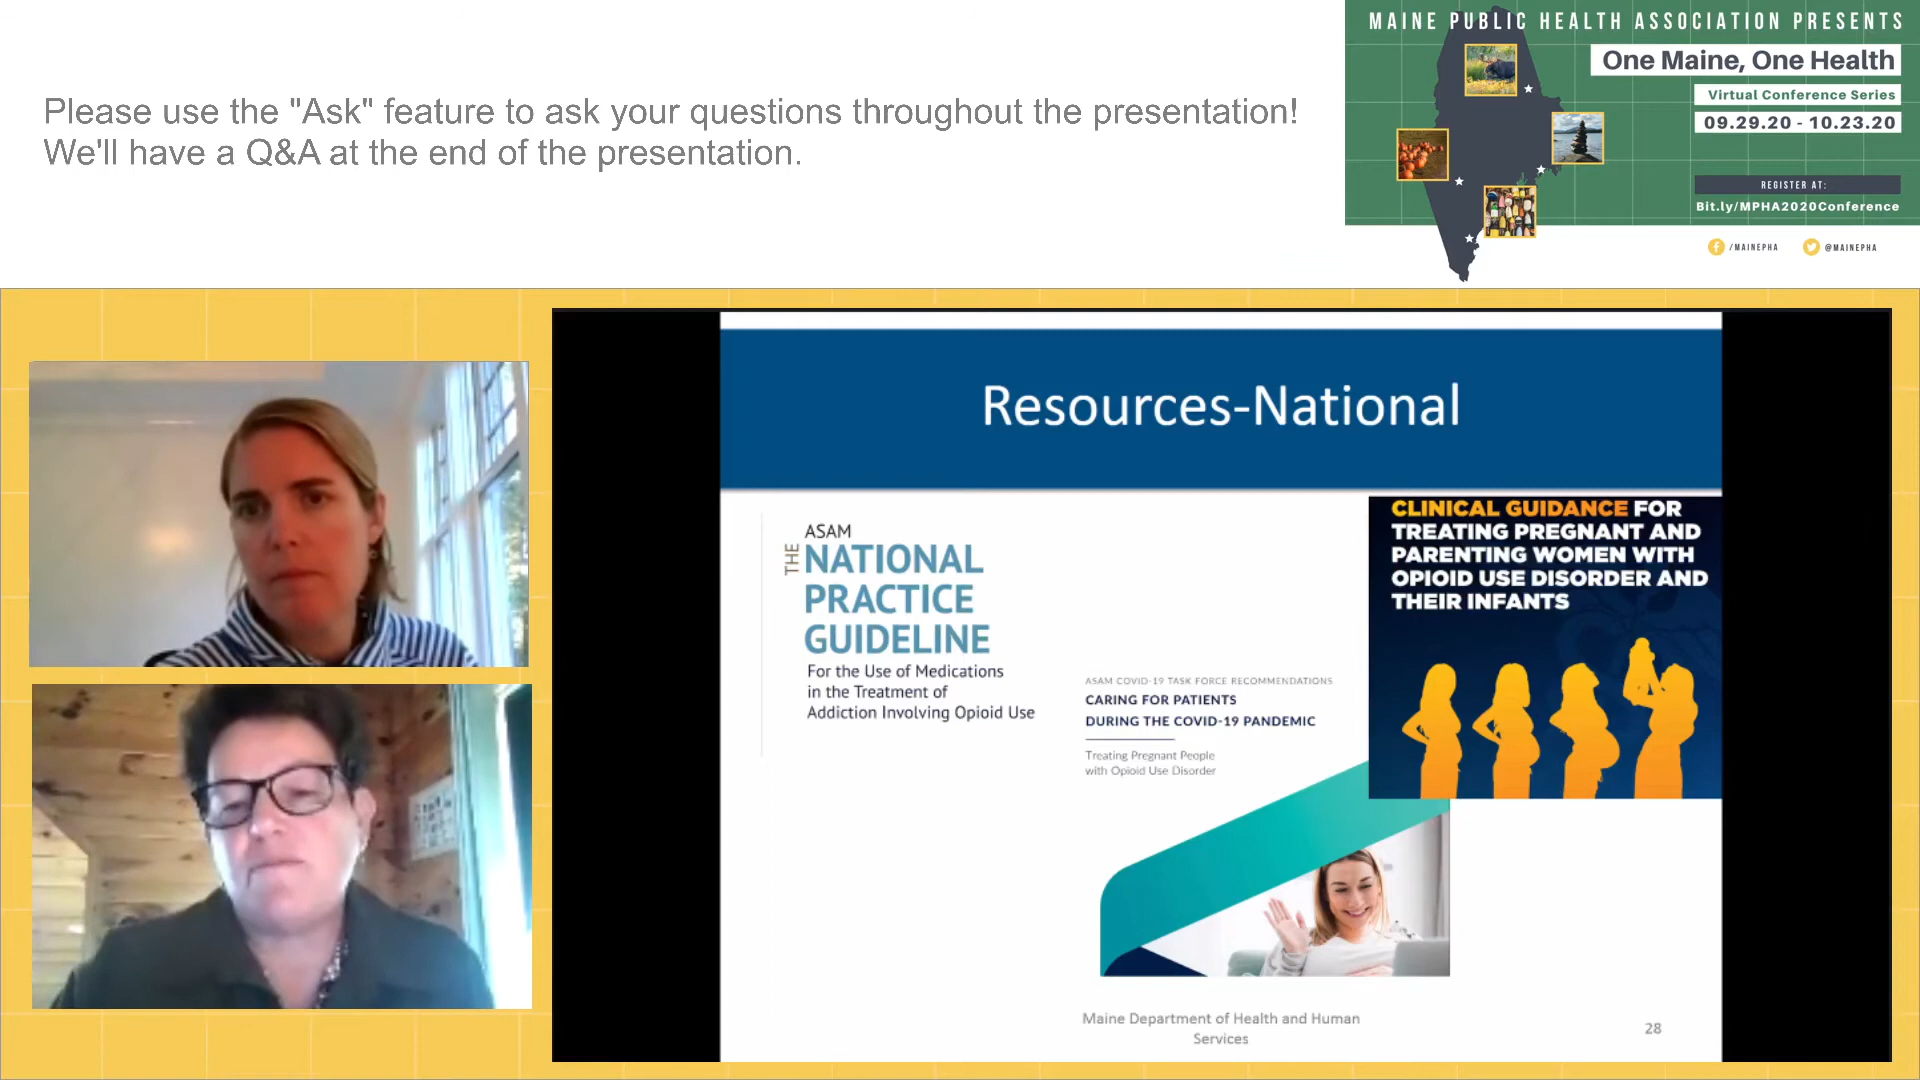 Please use the "Ask" feature to ask your questions throughout the presentation!
We'll have a Q&A at the end of the presentation.
MAINE PUBLIC HEALTH ASSOCIATION PRESENTS
One Maine, One Health
Virtual Conference Series
09.29.20 - 10.23.20
REGISTER AT:
Bit.ly/MPHA2020Conference
/MAINEPHA
@MAINEPHA
Resources-National
ASAM
THE
NATIONAL
PRACTICE
GUIDELINE
For the Use of Medications
in the Treatment of
Addiction Involving Opioid Use
ASAM COVID-19 TASK FORCE RECOMMENDATIONS
CARING FOR PATIENTS
DURING THE COVID-19 PANDEMIC
Treating Pregnant People
with Opioid Use Disorder
CLINICAL GUIDANCE FOR
TREATING PREGNANT AND
PARENTING WOMEN WITH
OPIOID USE DISORDER AND
THEIR INFANTS
Maine Department of Health and Human
Services
28